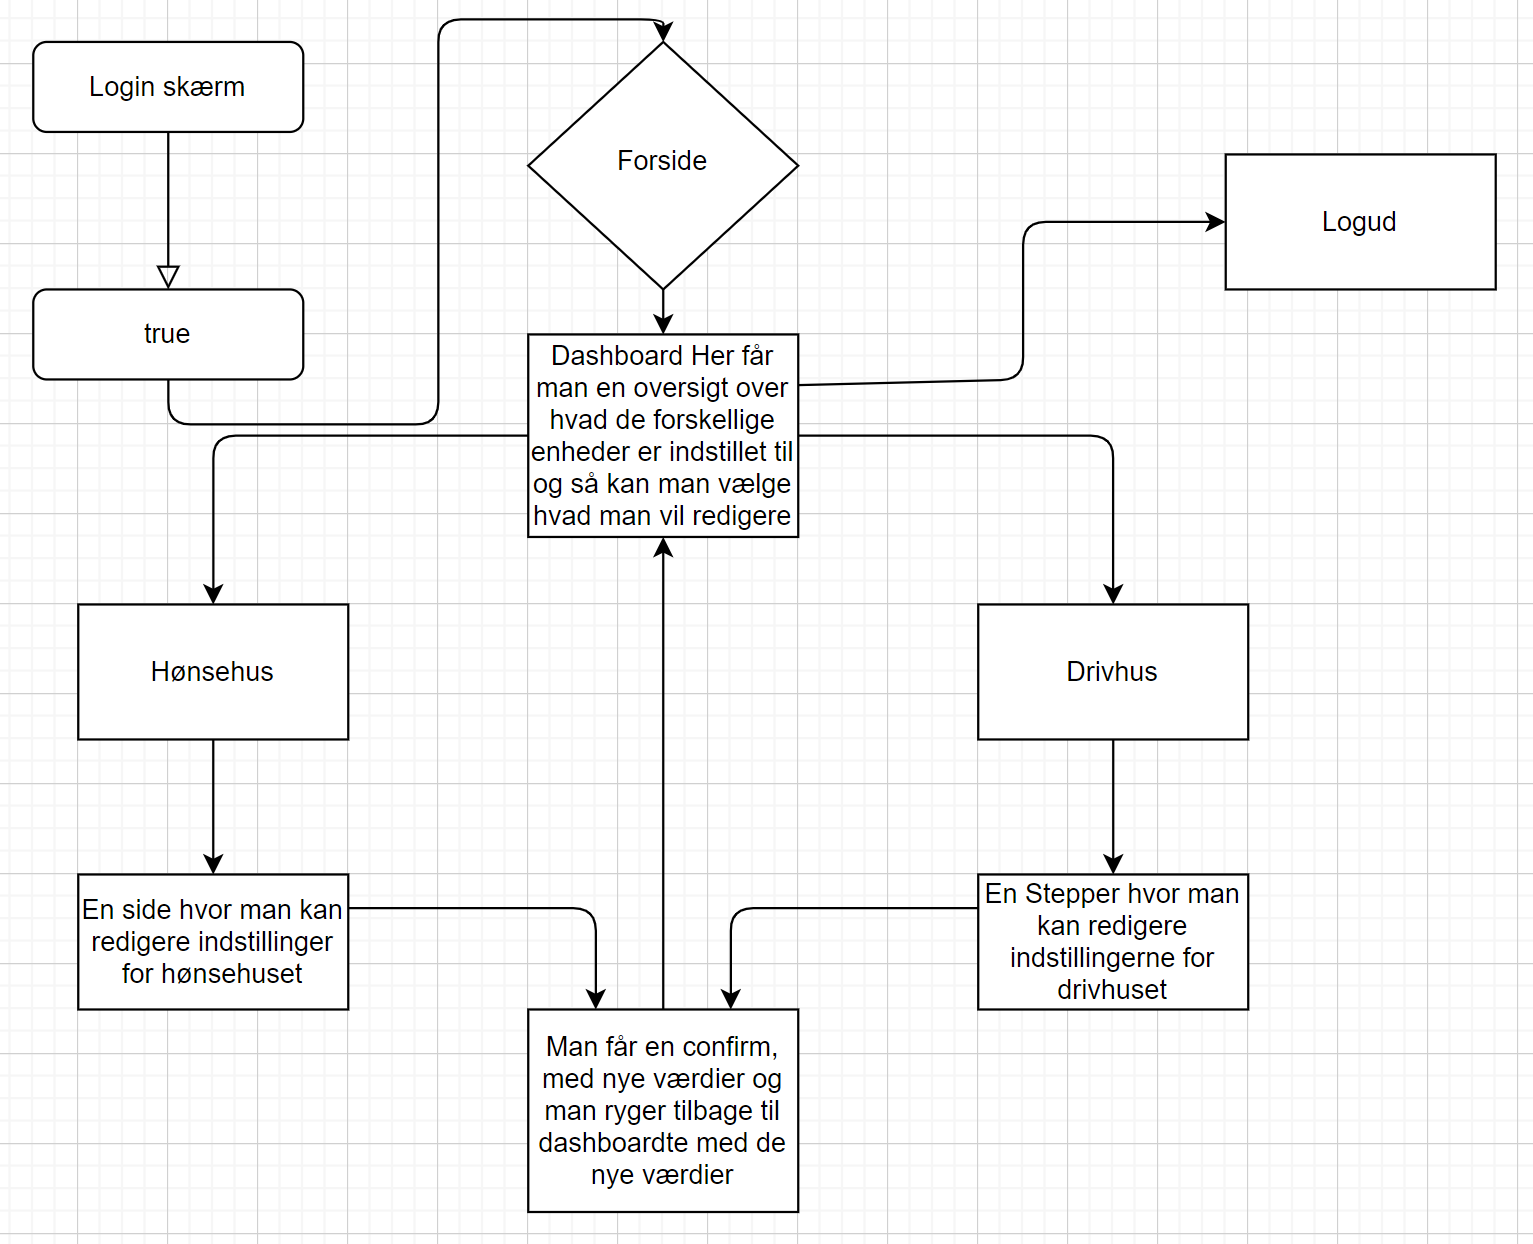 Login skærm
Forside
Logud
true
Dashboard Her får
man en oversigt over
hvad de forskellige
enheder er indstillet til
og så kan man vælge
hvad man vil redigere
Hønsehus
Drivhus
En side hvor man kan
redigere indstillinger
for hønsehuset
En Stepper hvor man
kan redigere
indstillingerne for
drivhuset
Man får en confirm,
med nye værdier og
man ryger tilbage til
dashboardte med de
nye værdier